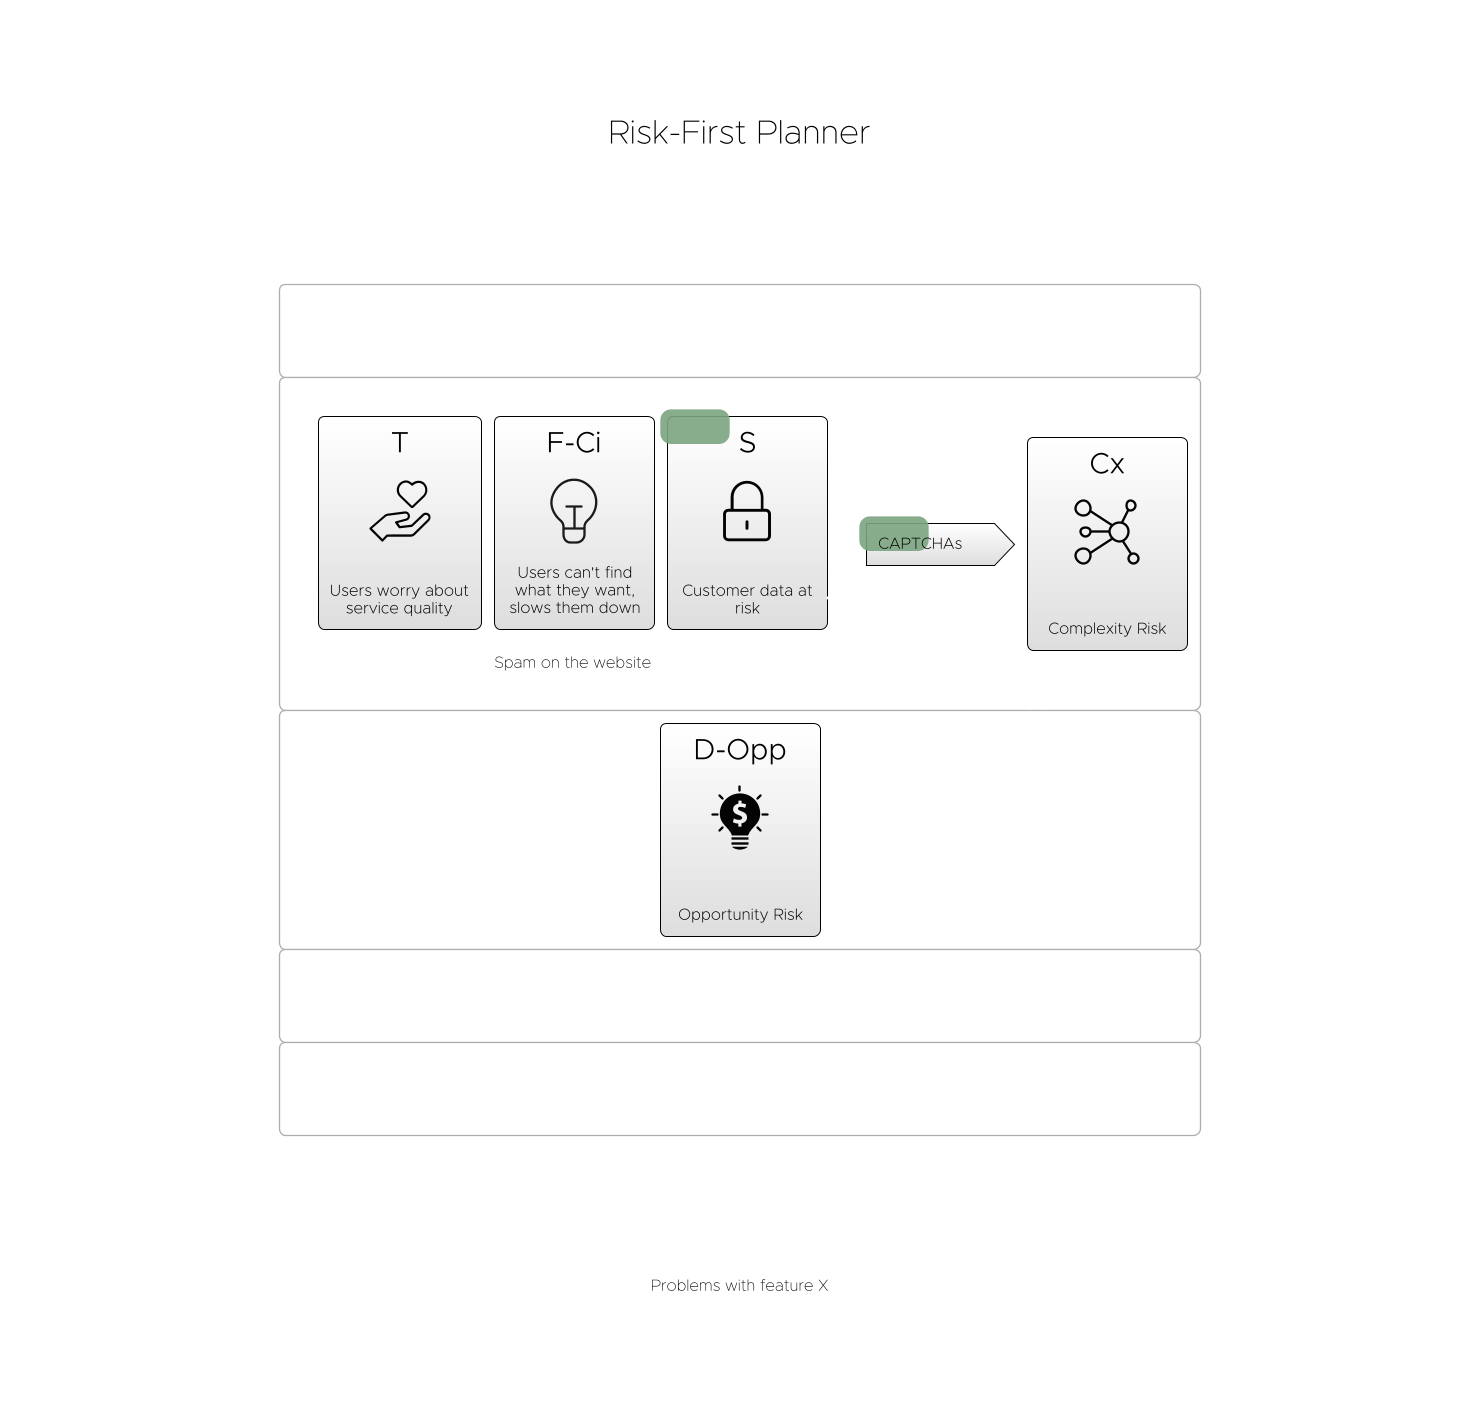 Risk-First Planner
T
Users worry about
service quality
F-Ci
Users can't find
what they want,
slows them down
S
Customer data at
risk
Spam on the website
CAPTCHAs
Cx
Complexity Risk
D-Opp
$
Opportunity Risk
Problems with feature X